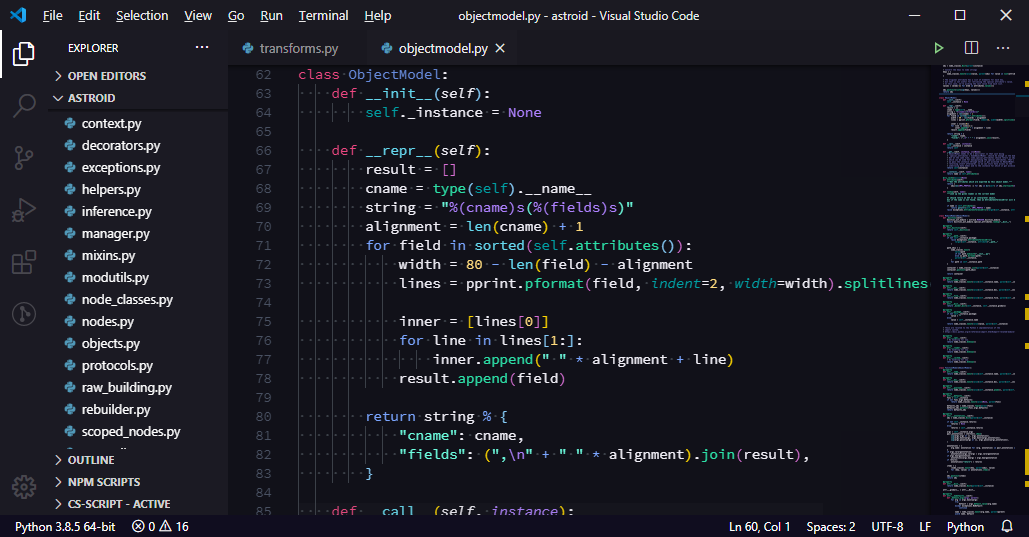 File Edit Selection View Go Run Terminal Help objectmodel.py - astroid - Visual Studio Code
EXPLORER
OPEN EDITORS
ASTROID
context.py
decorators.py
exceptions.py
helpers.py
inference.py
manager.py
mixins.py
modutils.py
node_classes.py
nodes.py
objects.py
protocols.py
raw_building.py
rebuilder.py
scoped_nodes.py
OUTLINE
NPM SCRIPTS
CS-SCRIPT - ACTIVE
transforms.py objectmodel.py
62 class ObjectModel:
63 def __init__(self):
64 self._instance = None
65
66 def __repr__(self):
67 result = []
68 cname = type(self).__name__
69 string = "%(cname)s(%(fields)s)"
70 alignment = len(cname) + 1
71 for field in sorted(self.attributes()):
72 width = 80 - len(field) - alignment
73 lines = pprint.pformat(field, indent=2, width=width).splitlines
74
75 inner = [lines[0]]
76 for line in lines[1:]:
77 inner.append(" " * alignment + line)
78 result.append(field)
79
80 return string % {
81 "cname": cname,
82 "fields": (",\n" + " " * alignment).join(result),
83 }
84
85 def __call__(self, instance):
Python 3.8.5 64-bit 0 16 Ln 60, Col 1 Spaces: 2 UTF-8 LF Python